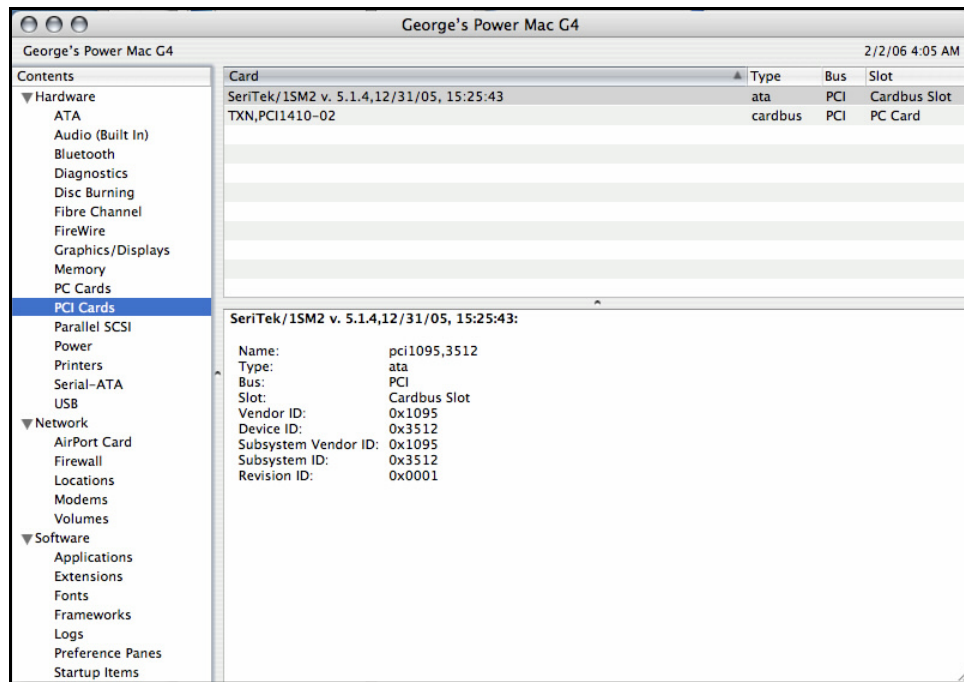 George's Power Mac G4
George's Power Mac G4 2/2/06 4:05 AM
Contents
Hardware
ATA
Audio (Built In)
Bluetooth
Diagnostics
Disc Burning
Fibre Channel
FireWire
Graphics/Displays
Memory
PC Cards
PCI Cards
Parallel SCSI
Power
Printers
Serial-ATA
USB
Network
AirPort Card
Firewall
Locations
Modems
Volumes
Software
Applications
Extensions
Fonts
Frameworks
Logs
Preference Panes
Startup Items
Card Type Bus Slot
SeriTek/1SM2 v. 5.1.4,12/31/05, 15:25:43 ata PCI Cardbus Slot
TXN,PCI1410-02 cardbus PCI PC Card
SeriTek/1SM2 v. 5.1.4,12/31/05, 15:25:43:
Name: pci1095,3512
Type: ata
Bus: PCI
Slot: Cardbus Slot
Vendor ID: 0x1095
Device ID: 0x3512
Subsystem Vendor ID: 0x1095
Subsystem ID: 0x3512
Revision ID: 0x0001